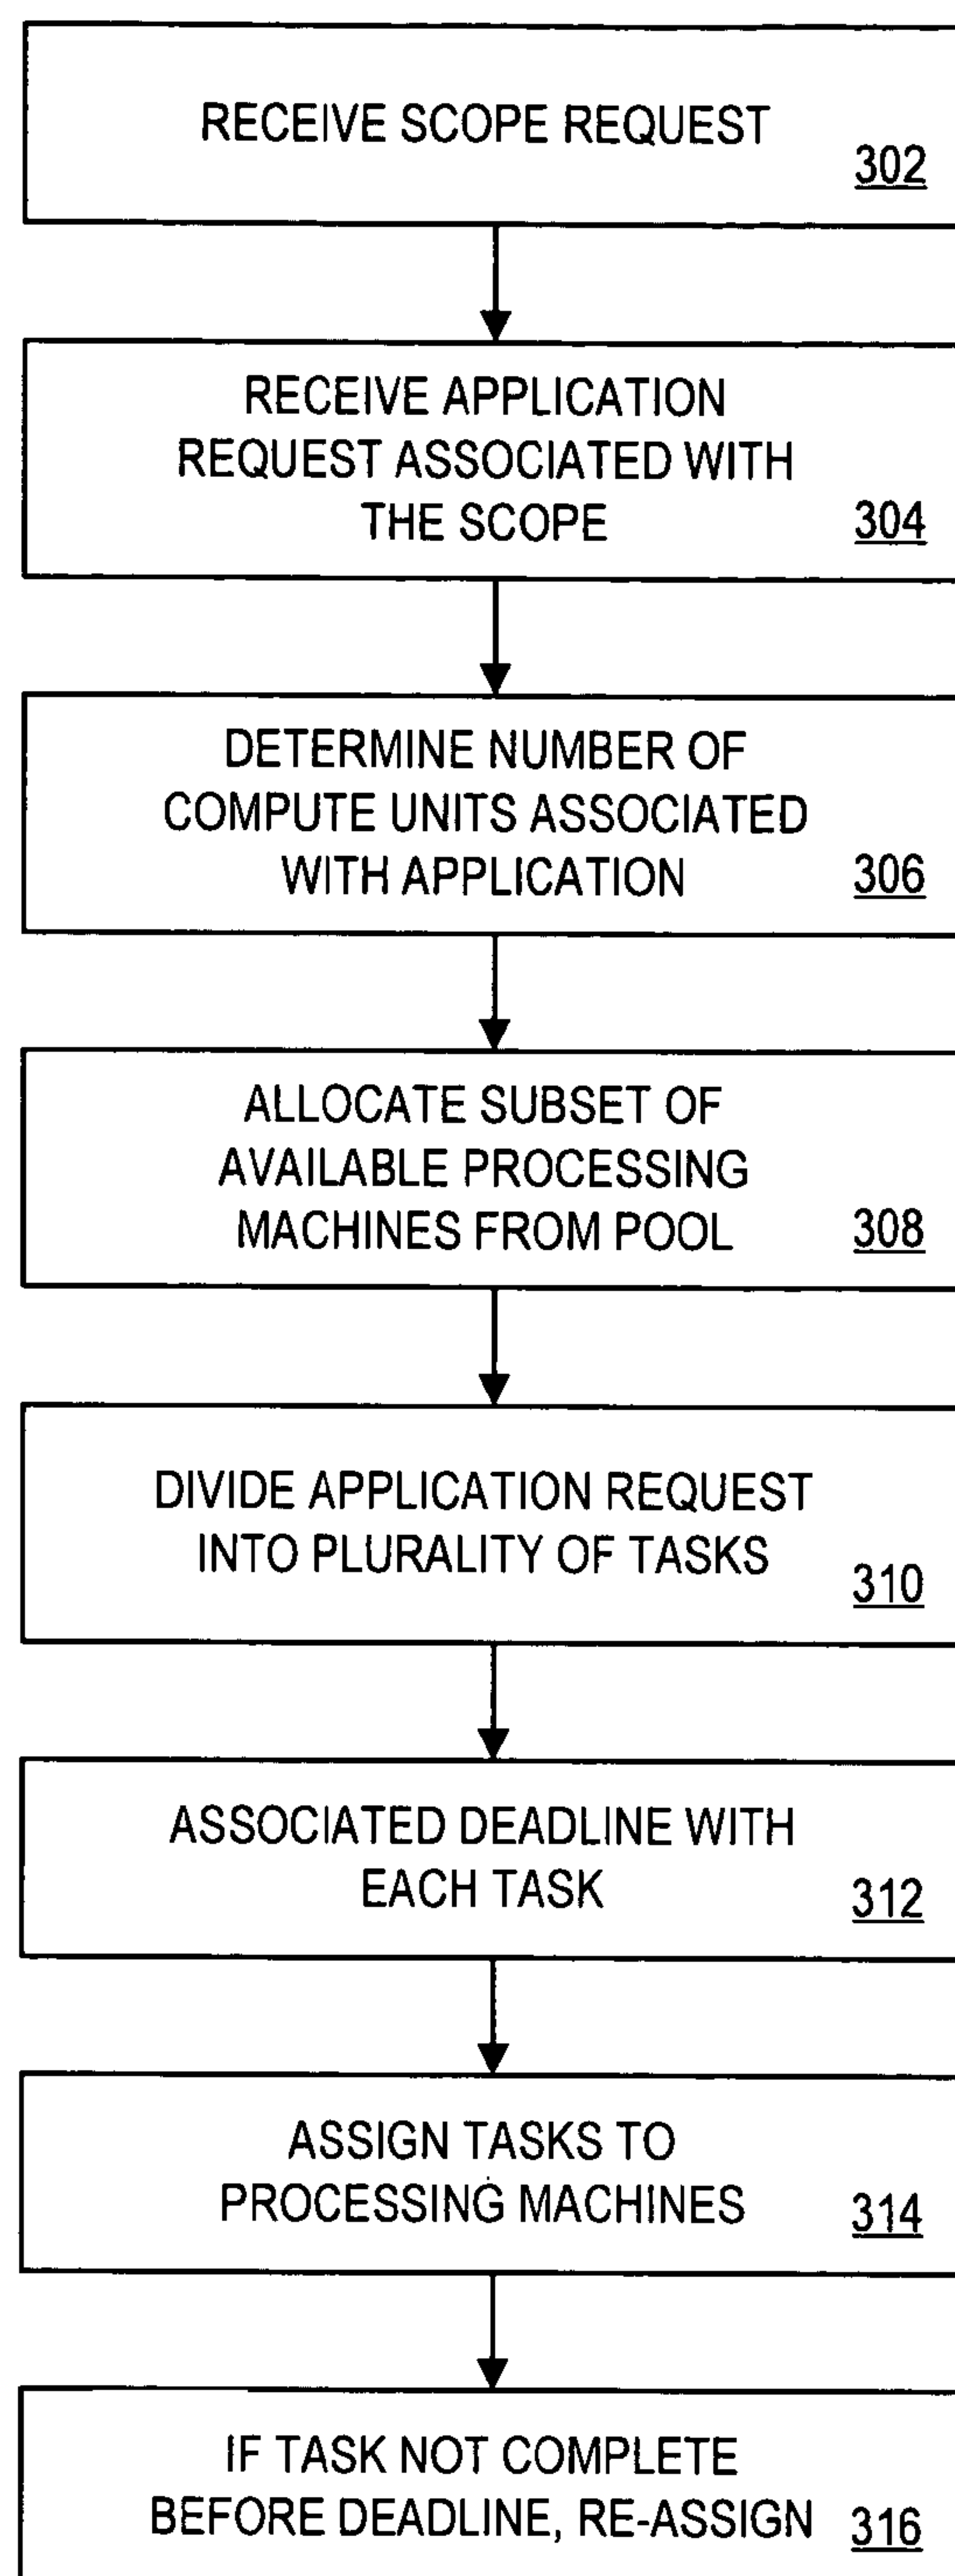 RECEIVE SCOPE REQUEST
302
RECEIVE APPLICATION
REQUEST ASSOCIATED WITH
THE SCOPE
304
DETERMINE NUMBER OF
COMPUTE UNITS ASSOCIATED
WITH APPLICATION
306
ALLOCATE SUBSET OF
AVAILABLE PROCESSING
MACHINES FROM POOL
308
DIVIDE APPLICATION REQUEST
INTO PLURALITY OF TASKS
310
ASSOCIATED DEADLINE WITH
EACH TASK
312
ASSIGN TASKS TO
PROCESSING MACHINES
314
IF TASK NOT COMPLETE
BEFORE DEADLINE, RE-ASSIGN
316